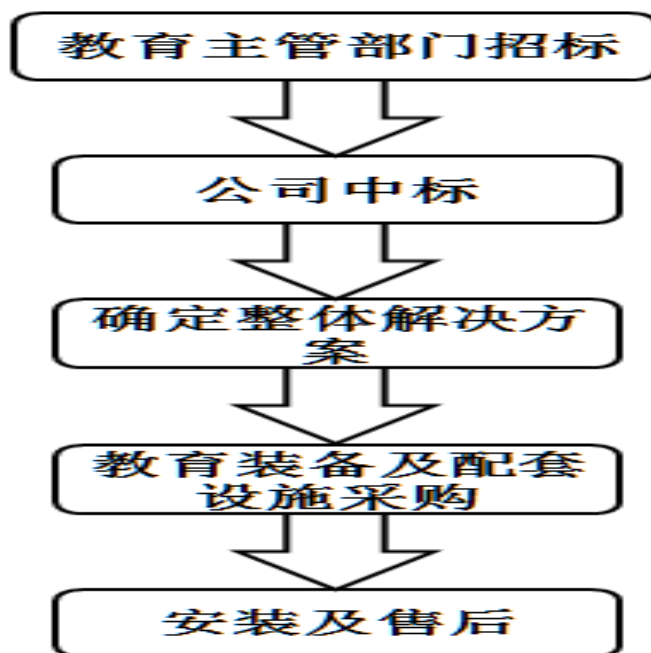 教育主管部门招标
公司中标
确定整体解决方
案
教育装备及配套
设施采购
安装及售后